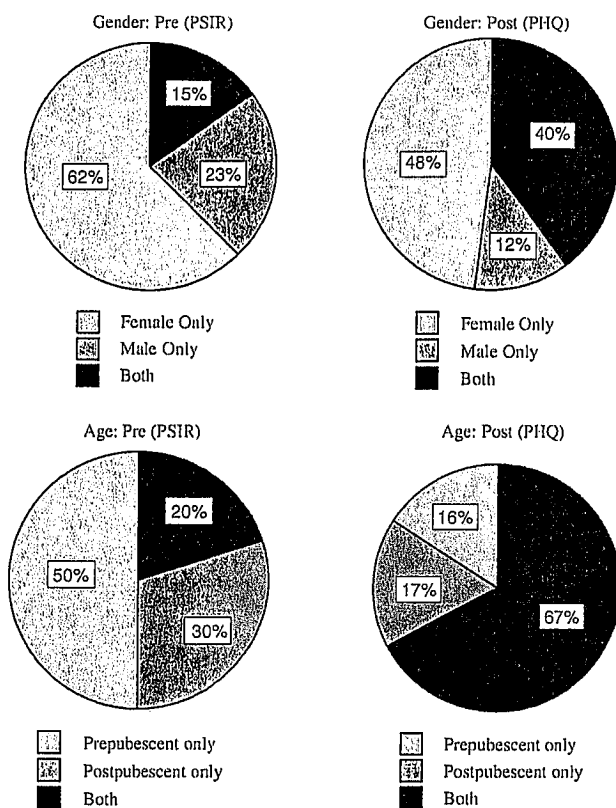 Gender: Pre (PSIR)
15%
62%
23%
Female Only
Male Only
Both
Gender: Post (PHQ)
40%
48%
12%
Female Only
Male Only
Both
Age: Pre (PSIR)
20%
50%
30%
Prepubescent only
Postpubescent only
Both
Age: Post (PHQ)
16%
17%
67%
Prepubescent only
Postpubescent only
Both